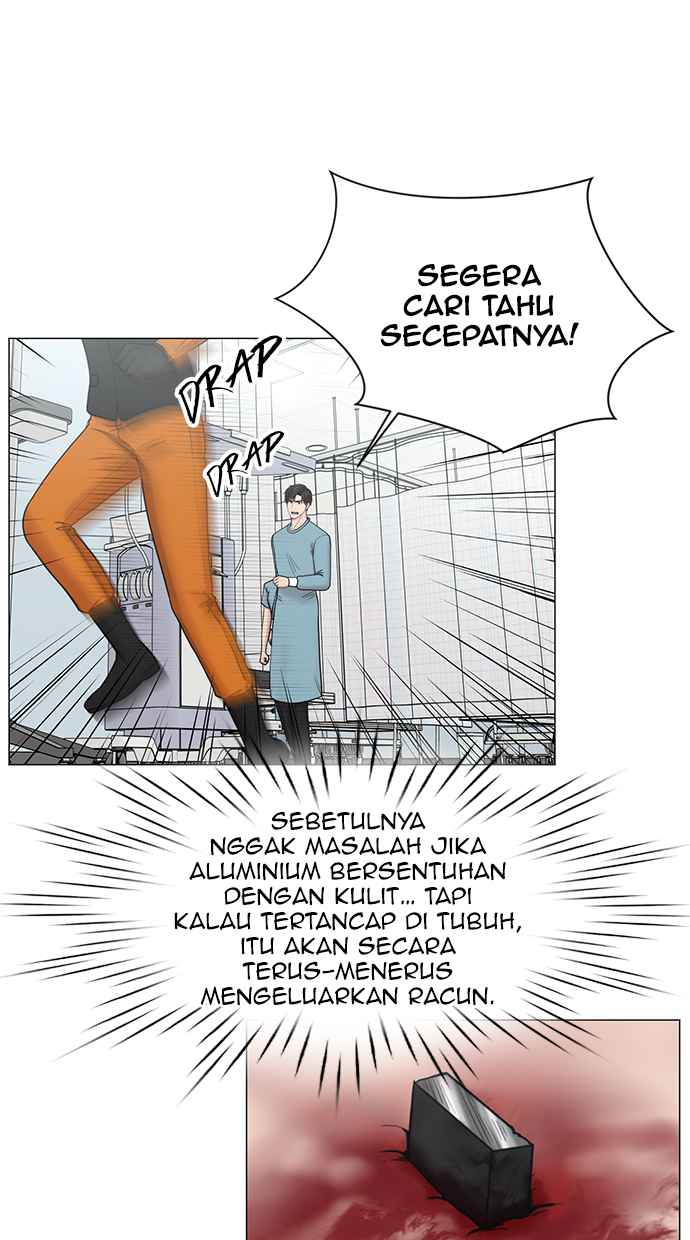 SEGERA
CARI TAHU
SECEPATNYA!
DRAP
DRAP
SEBETULNYA
NGGAK MASALAH JIKA
ALUMINIUM BERSENTUHAN
DENGAN KULIT... TAPI
KALAU TERTANCAP DI TUBUH,
ITU AKAN SECARA
TERUS-MENERUS
MENGELUARKAN RACUN.